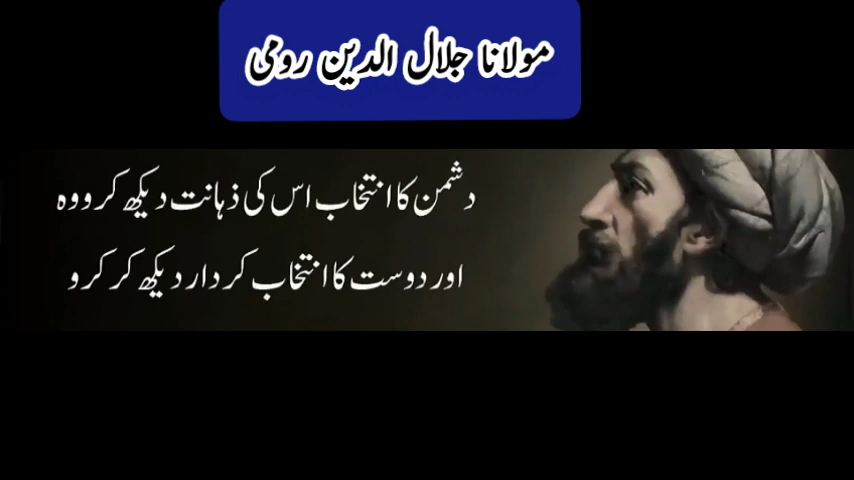 مولانا جلال الدین رومی
دشمن کا انتخاب اس کی ذہانت دیکھ کر و وہ
اور دوست کا انتخاب کردار دیکھ کر کرو